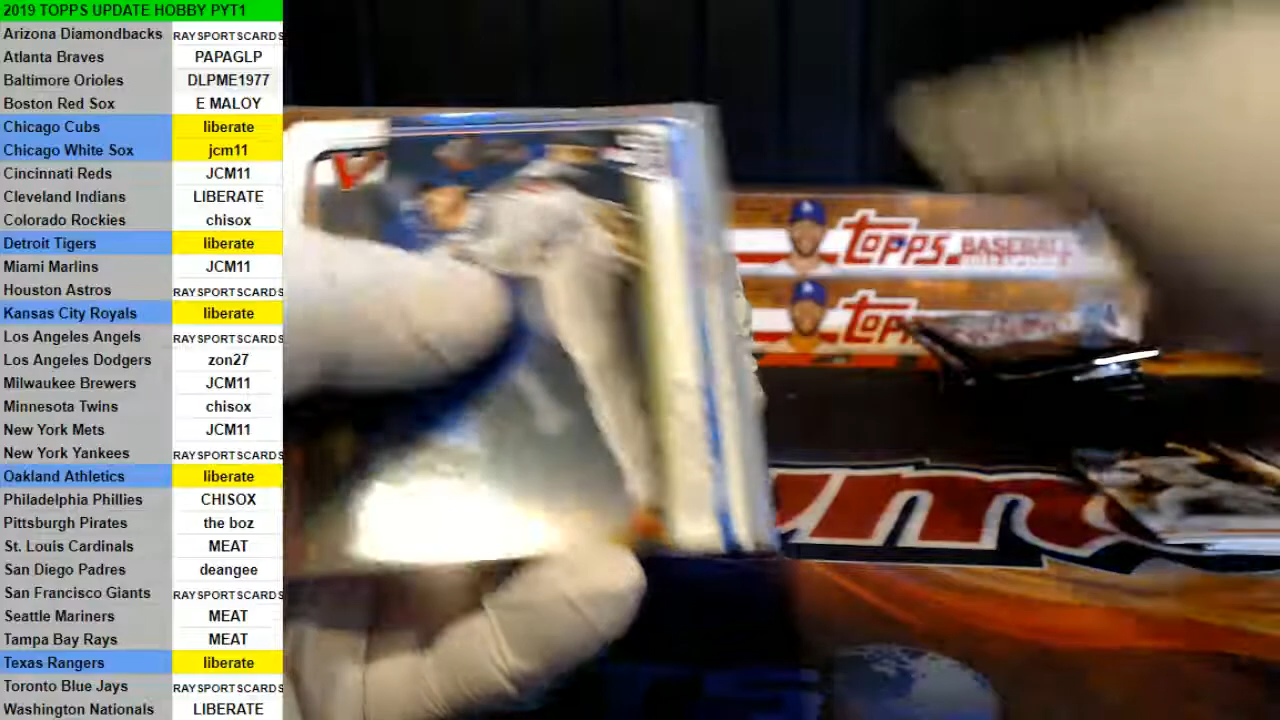 2019 TOPPS UPDATE HOBBY PYT1
Arizona Diamondbacks RAYSPORTSCARDS
Atlanta Braves PAPAGLP
Baltimore Orioles DLPME1977
Boston Red Sox E MALOY
Chicago Cubs liberate
Chicago White Sox jcm11
Cincinnati Reds JCM11
Cleveland Indians LIBERATE
Colorado Rockies chisox
Detroit Tigers liberate
Miami Marlins JCM11
Houston Astros RAYSPORTSCARDS
Kansas City Royals liberate
Los Angeles Angels RAYSPORTSCARDS
Los Angeles Dodgers zon27
Milwaukee Brewers JCM11
Minnesota Twins chisox
New York Mets JCM11
New York Yankees RAYSPORTSCARDS
Oakland Athletics liberate
Philadelphia Phillies CHISOX
Pittsburgh Pirates the boz
St. Louis Cardinals MEAT
San Diego Padres deangee
San Francisco Giants RAYSPORTSCARDS
Seattle Mariners MEAT
Tampa Bay Rays MEAT
Texas Rangers liberate
Toronto Blue Jays RAYSPORTSCARDS
Washington Nationals LIBERATE
topps BASEBALL
topps